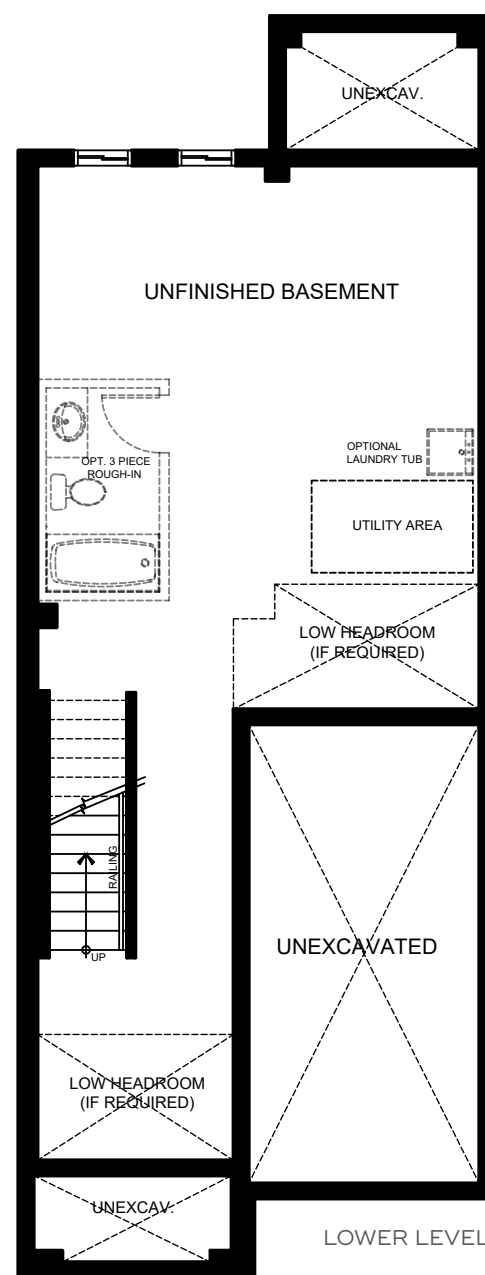 UNEXCAV.
UNFINISHED BASEMENT
OPT. 3 PIECE
ROUGH-IN
OPTIONAL
LAUNDRY TUB
UTILITY AREA
LOW HEADROOM
(IF REQUIRED)
RAILING
UP
UNEXCAVATED
LOW HEADROOM
(IF REQUIRED)
UNEXCAV.
LOWER LEVEL